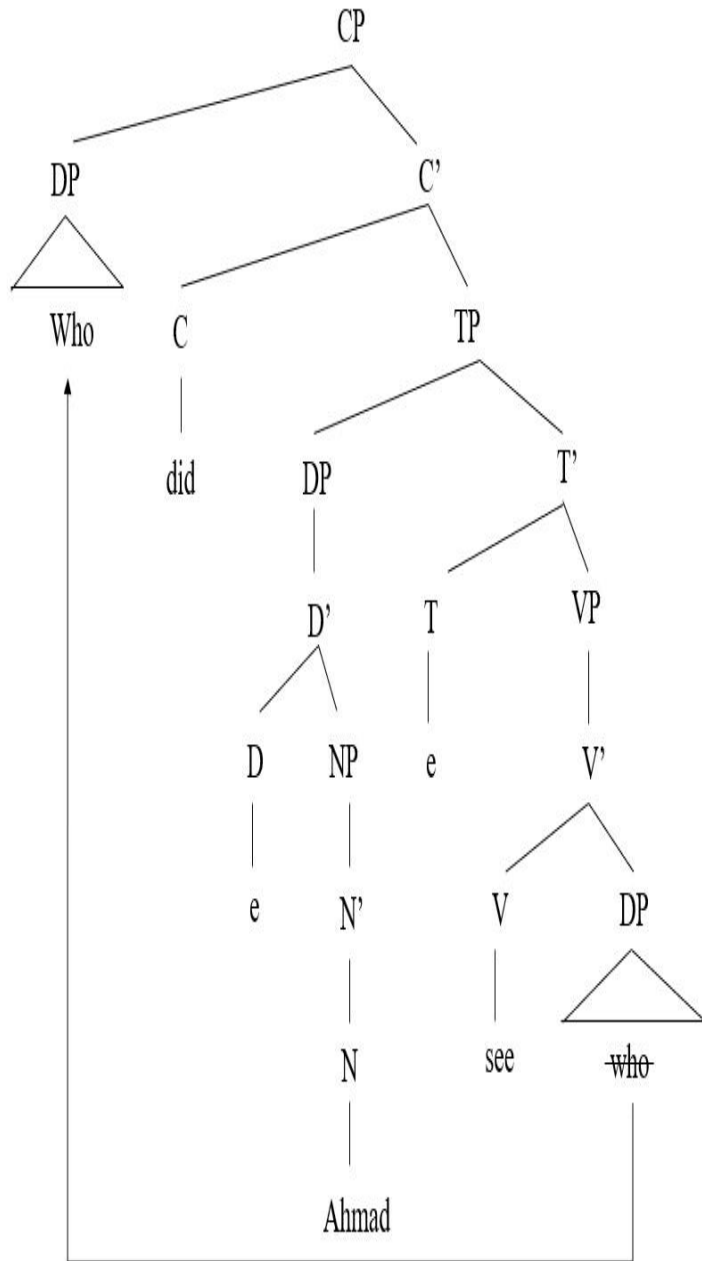 CP
DP C’
Who C TP
did DP T’
D’ T VP
D NP e V’
e N’ V DP
N see who
Ahmad